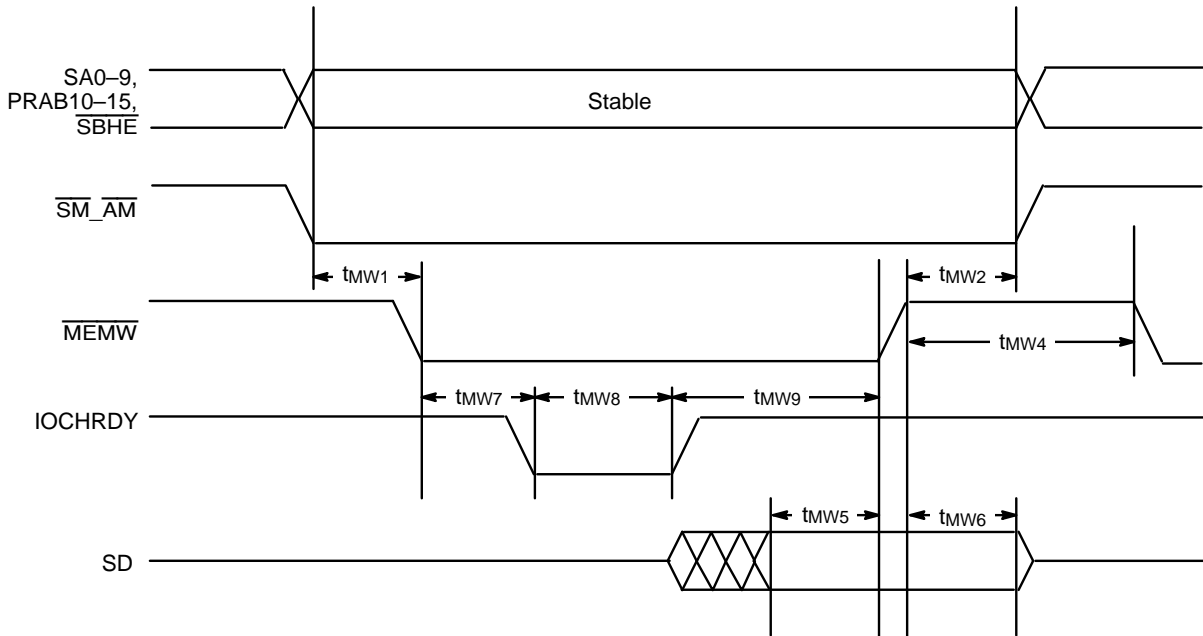 SA0–9,
PRAB10–15,
SBHE
Stable
SM_AM
tMW1
tMW2
MEMW
tMW4
tMW7
tMW8
tMW9
IOCHRDY
tMW5
tMW6
SD